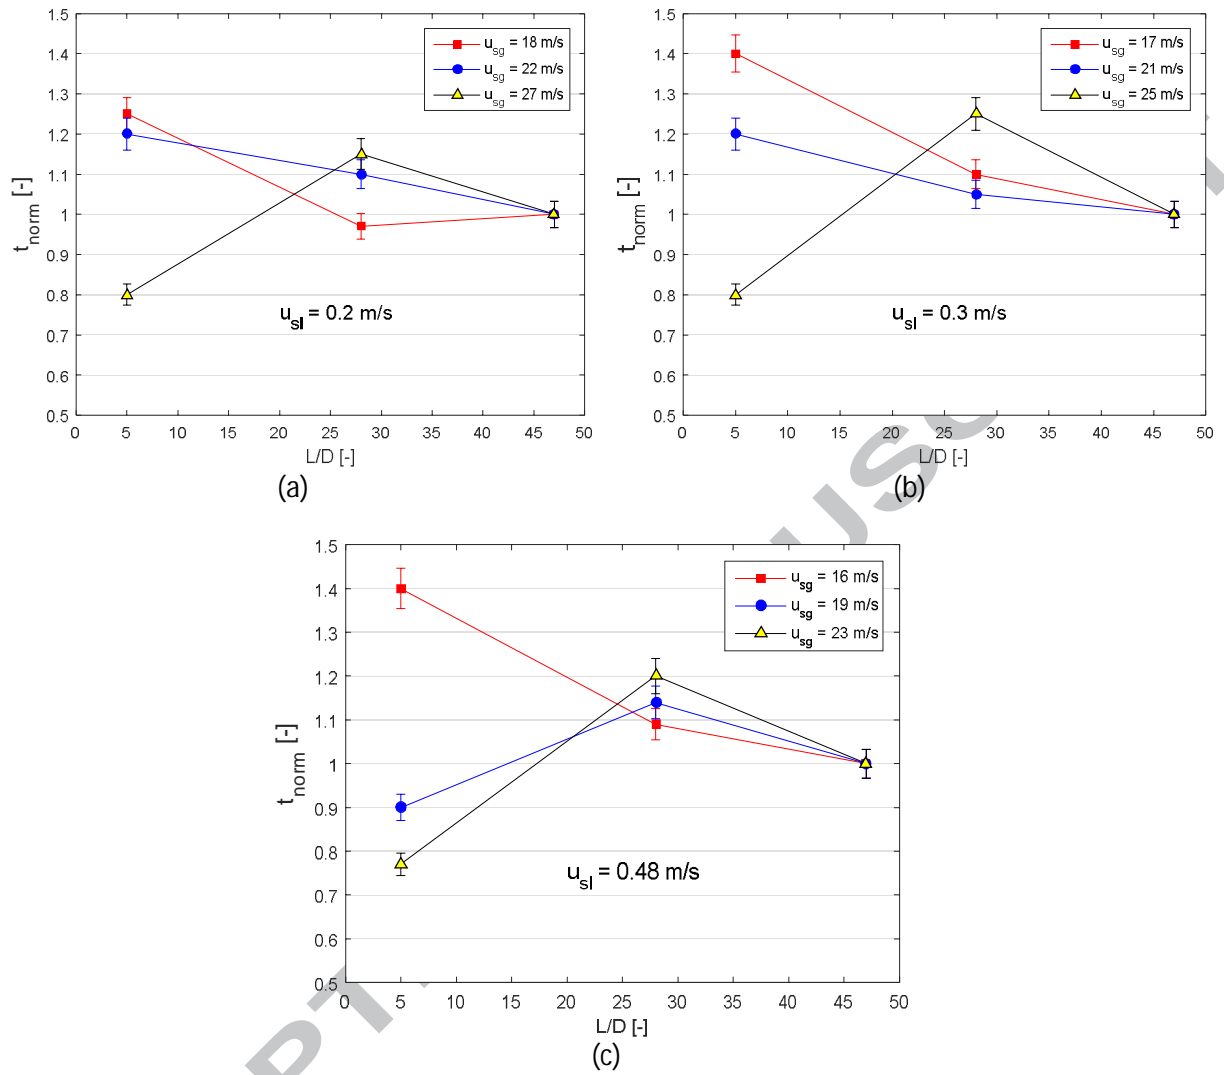 1.5
1.4
1.3
1.2
1.1
1
0.9
0.8
0.7
0.6
0.5
t_norm [-]
u_sg = 18 m/s
u_sg = 22 m/s
u_sg = 27 m/s
u_sl = 0.2 m/s
0 5 10 15 20 25 30 35 40 45 50
L/D [-]
(a)
1.5
1.4
1.3
1.2
1.1
1
0.9
0.8
0.7
0.6
0.5
t_norm [-]
u_sg = 17 m/s
u_sg = 21 m/s
u_sg = 25 m/s
u_sl = 0.3 m/s
0 5 10 15 20 25 30 35 40 45 50
L/D [-]
(b)
1.5
1.4
1.3
1.2
1.1
1
0.9
0.8
0.7
0.6
0.5
t_norm [-]
u_sg = 16 m/s
u_sg = 19 m/s
u_sg = 23 m/s
u_sl = 0.48 m/s
0 5 10 15 20 25 30 35 40 45 50
L/D [-]
(c)